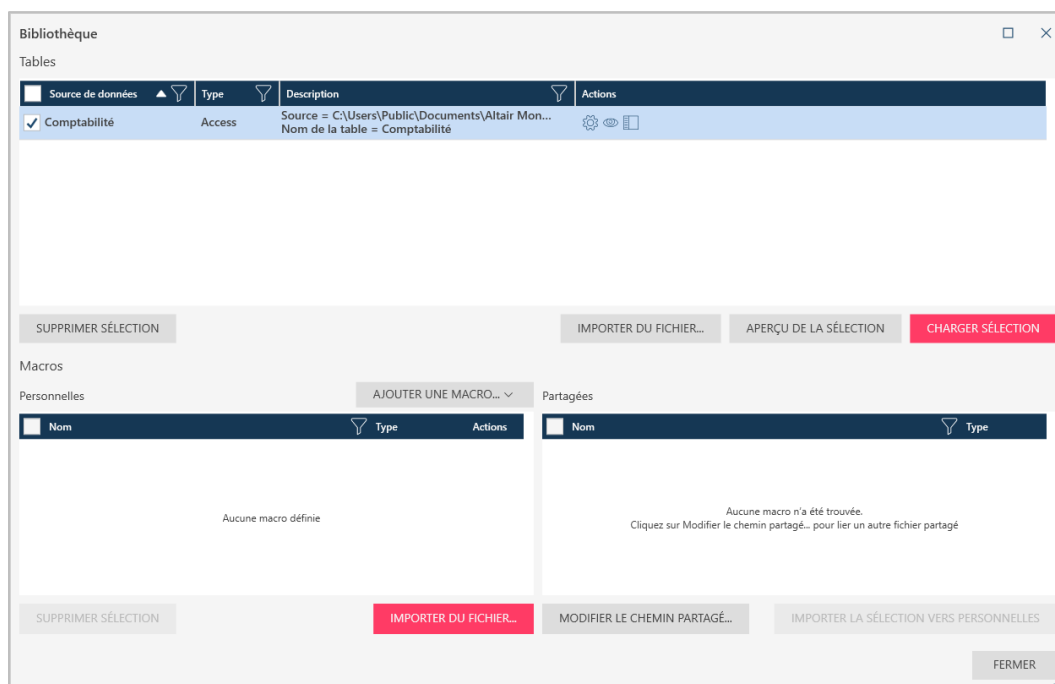 Bibliothèque
Tables
Source de données Type Description Actions
Comptabilité Access Source = C:\Users\Public\Documents\Altair Mon...
Nom de la table = Comptabilité
SUPPRIMER SÉLECTION IMPORTER DU FICHIER... APERÇU DE LA SÉLECTION CHARGER SÉLECTION
Macros
Personnelles AJOUTER UNE MACRO... Partagées
Nom Type Actions Nom Type
Aucune macro définie
Aucune macro n'a été trouvée.
Cliquez sur Modifier le chemin partagé... pour lier un autre fichier partagé
SUPPRIMER SÉLECTION IMPORTER DU FICHIER... MODIFIER LE CHEMIN PARTAGÉ... IMPORTER LA SÉLECTION VERS PERSONNELLES
FERMER